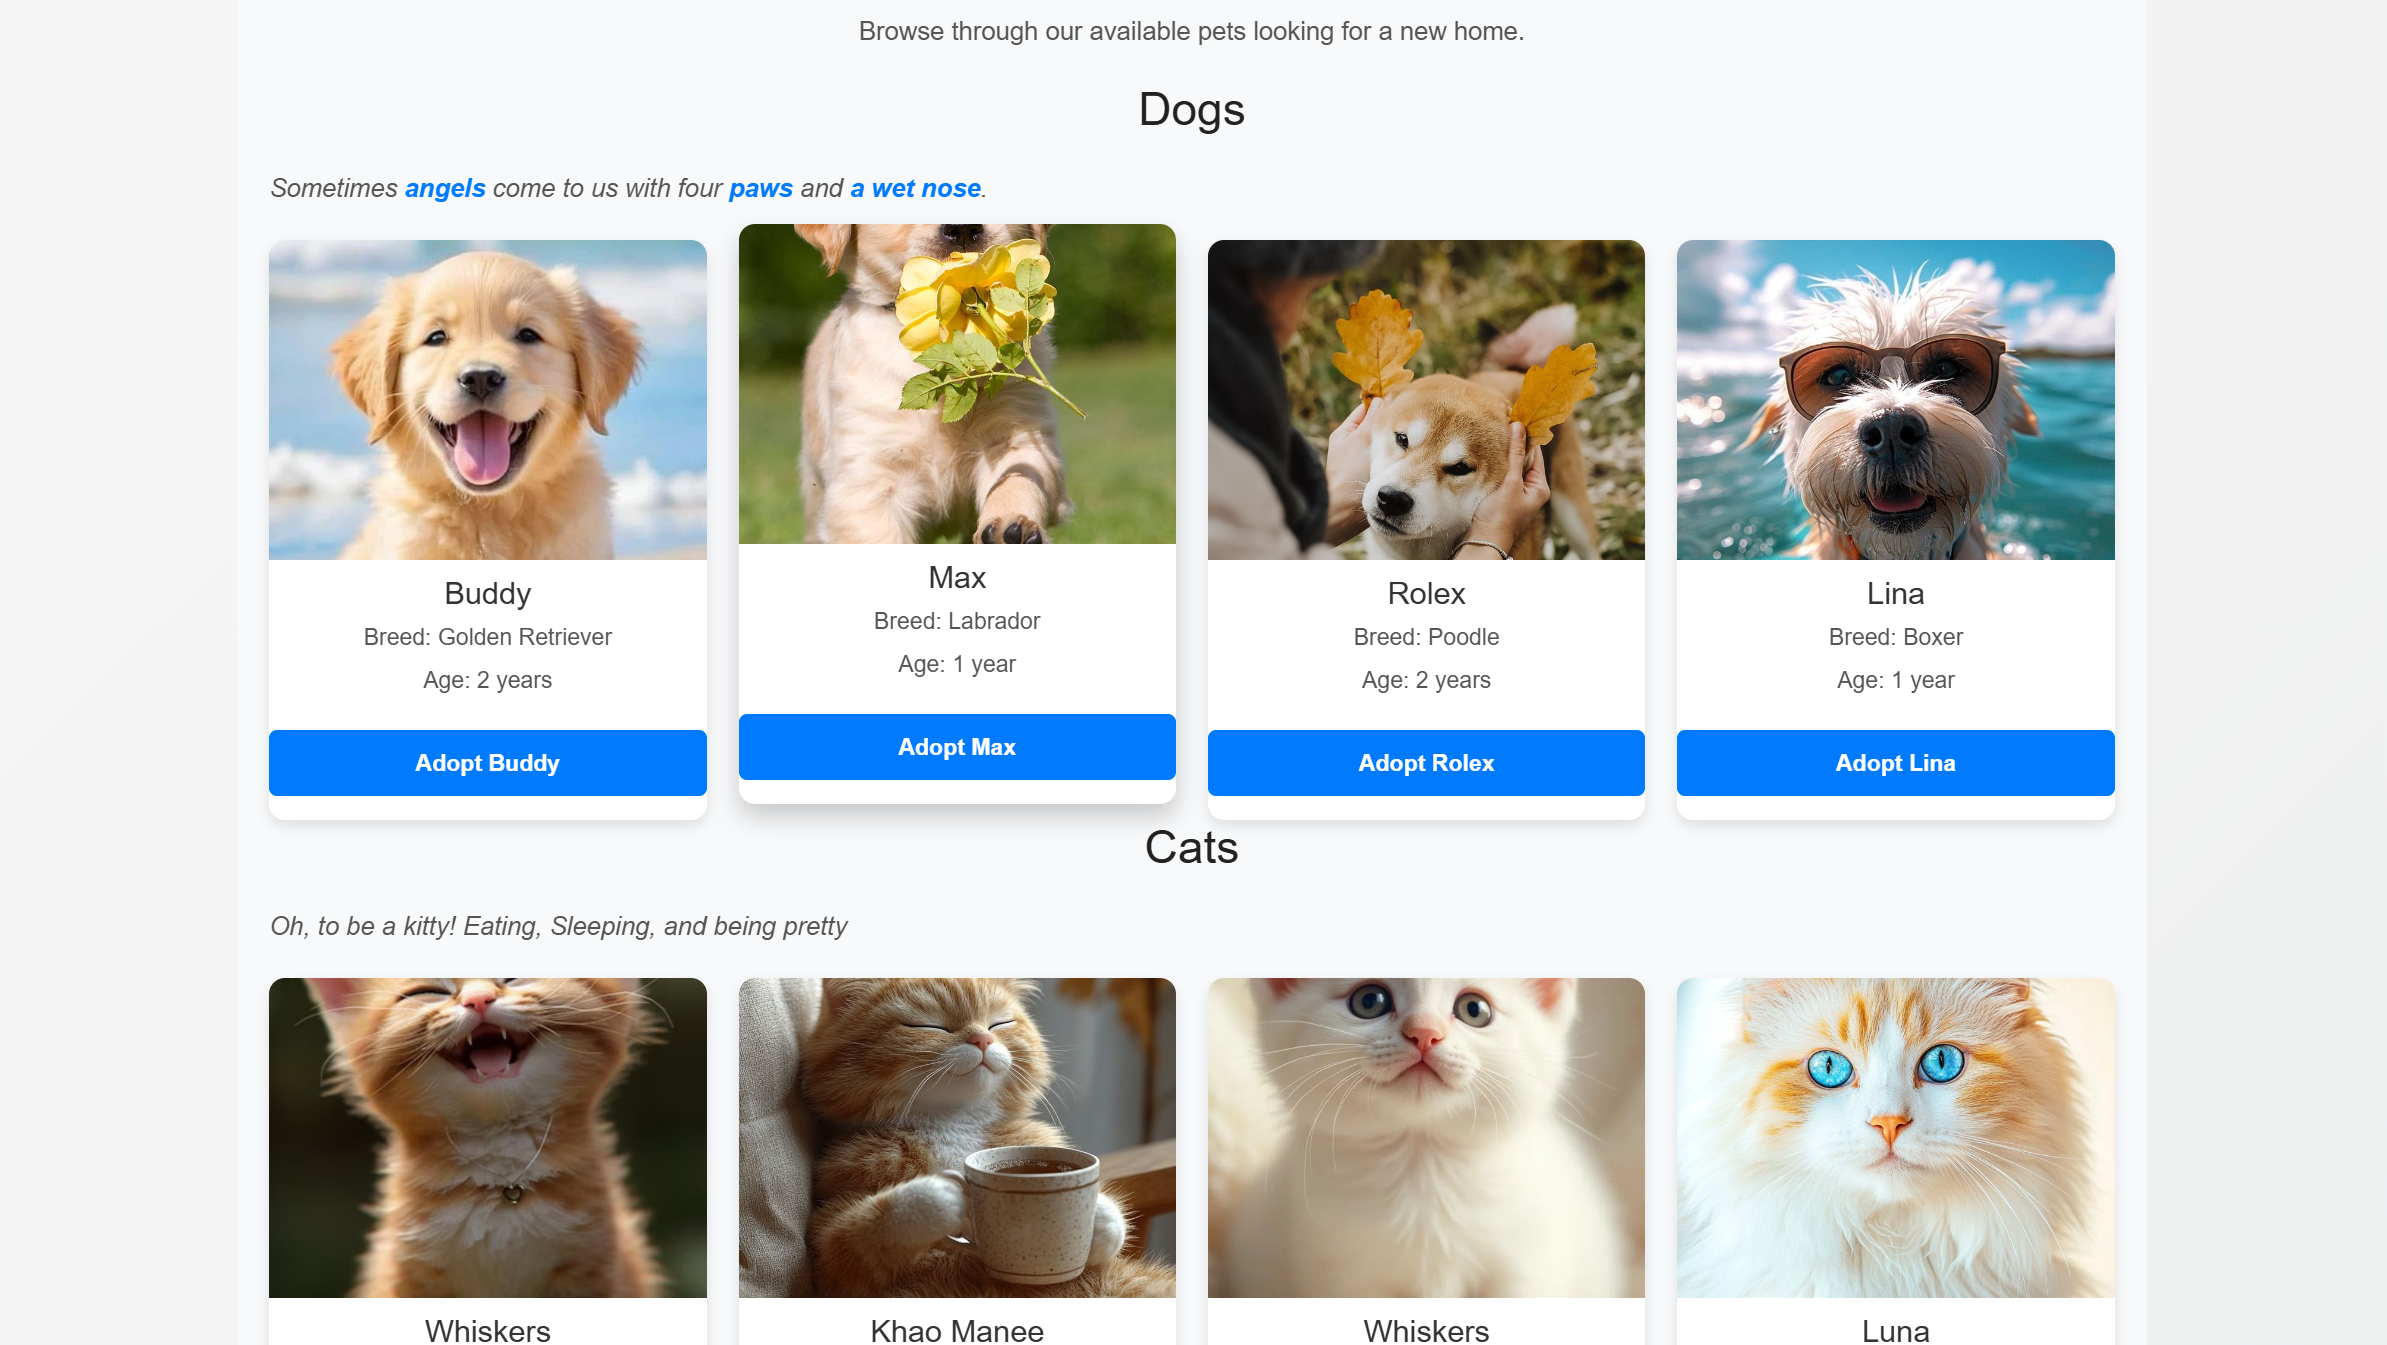 Browse through our available pets looking for a new home.
Dogs
Sometimes angels come to us with four paws and a wet nose.
Buddy
Breed: Golden Retriever
Age: 2 years
Adopt Buddy
Max
Breed: Labrador
Age: 1 year
Adopt Max
Rolex
Breed: Poodle
Age: 2 years
Adopt Rolex
Lina
Breed: Boxer
Age: 1 year
Adopt Lina
Cats
Oh, to be a kitty! Eating, Sleeping, and being pretty
Whiskers
Khao Manee
Whiskers
Luna